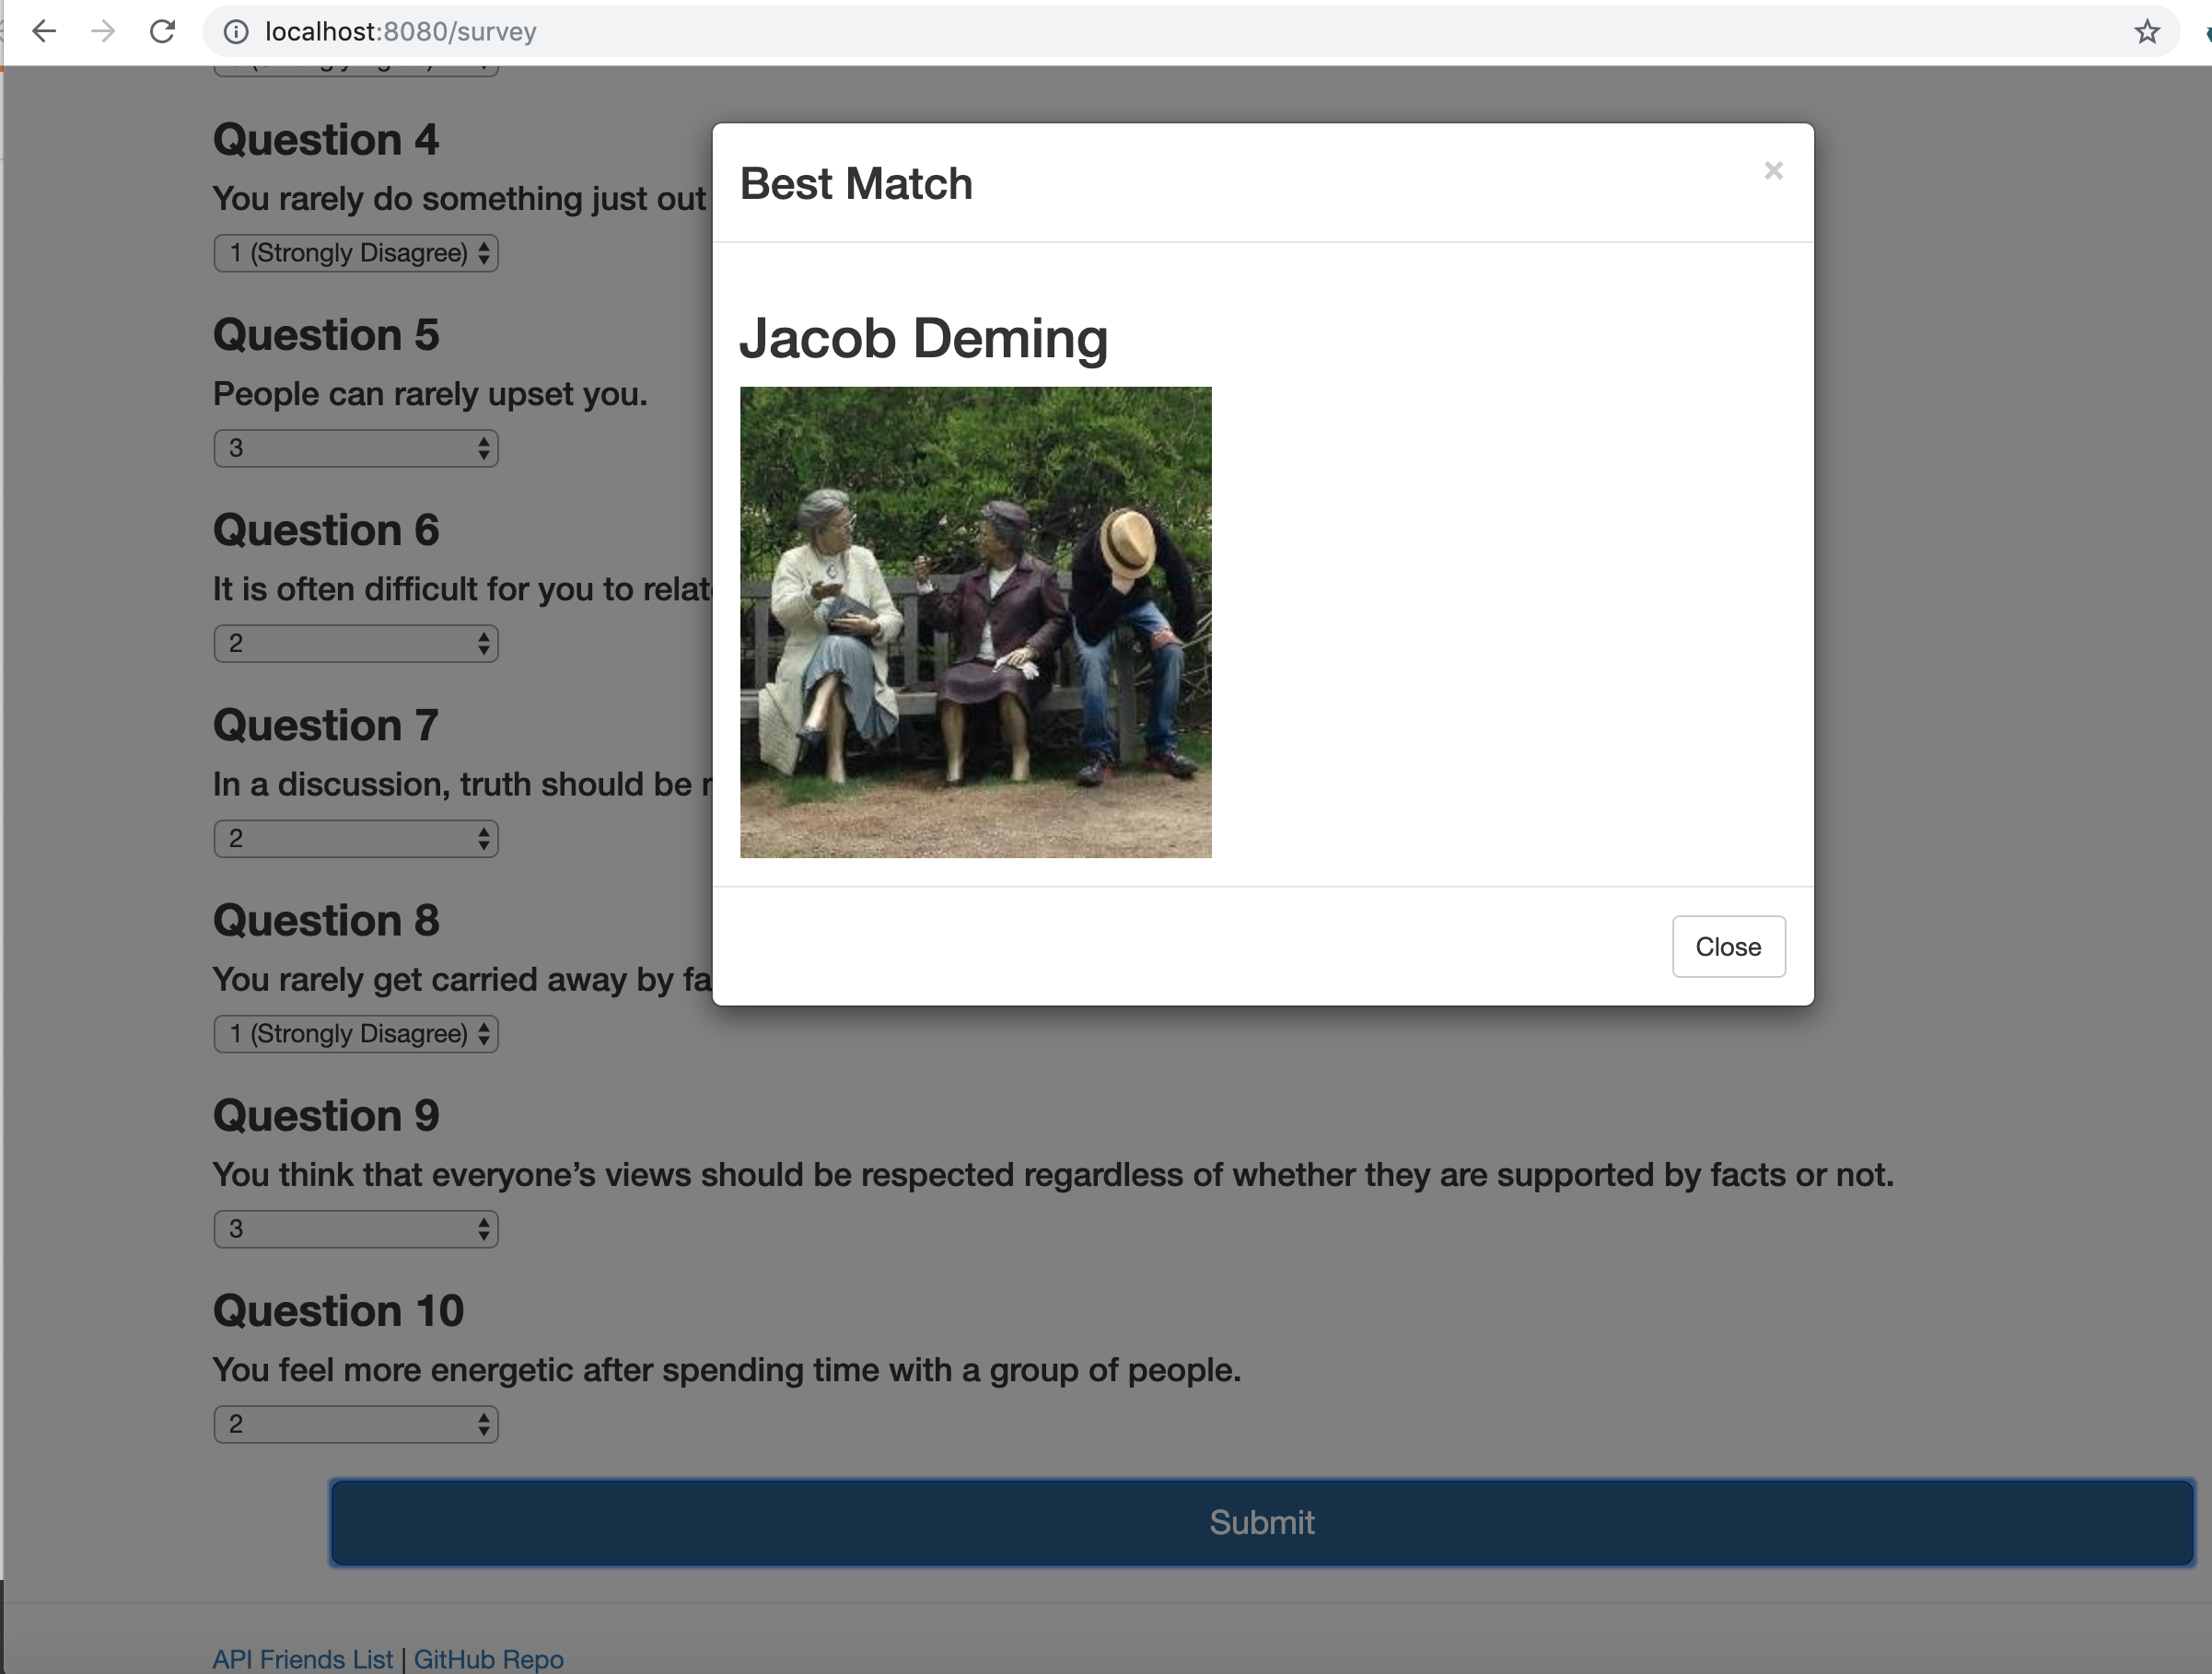 localhost:8080/survey
Question 4
You rarely do something just out
1 (Strongly Disagree)
Question 5
People can rarely upset you.
3
Question 6
It is often difficult for you to
2
Question 7
In a discussion, truth should be
2
Question 8
You rarely get carried away by
1 (Strongly Disagree)
Question 9
You think that everyone’s views should be respected regardless of whether they are supported by facts or not.
3
Question 10
You feel more energetic after spending time with a group of people.
2
Submit
API Friends List | GitHub Repo
Best Match
×
Jacob Deming
Close